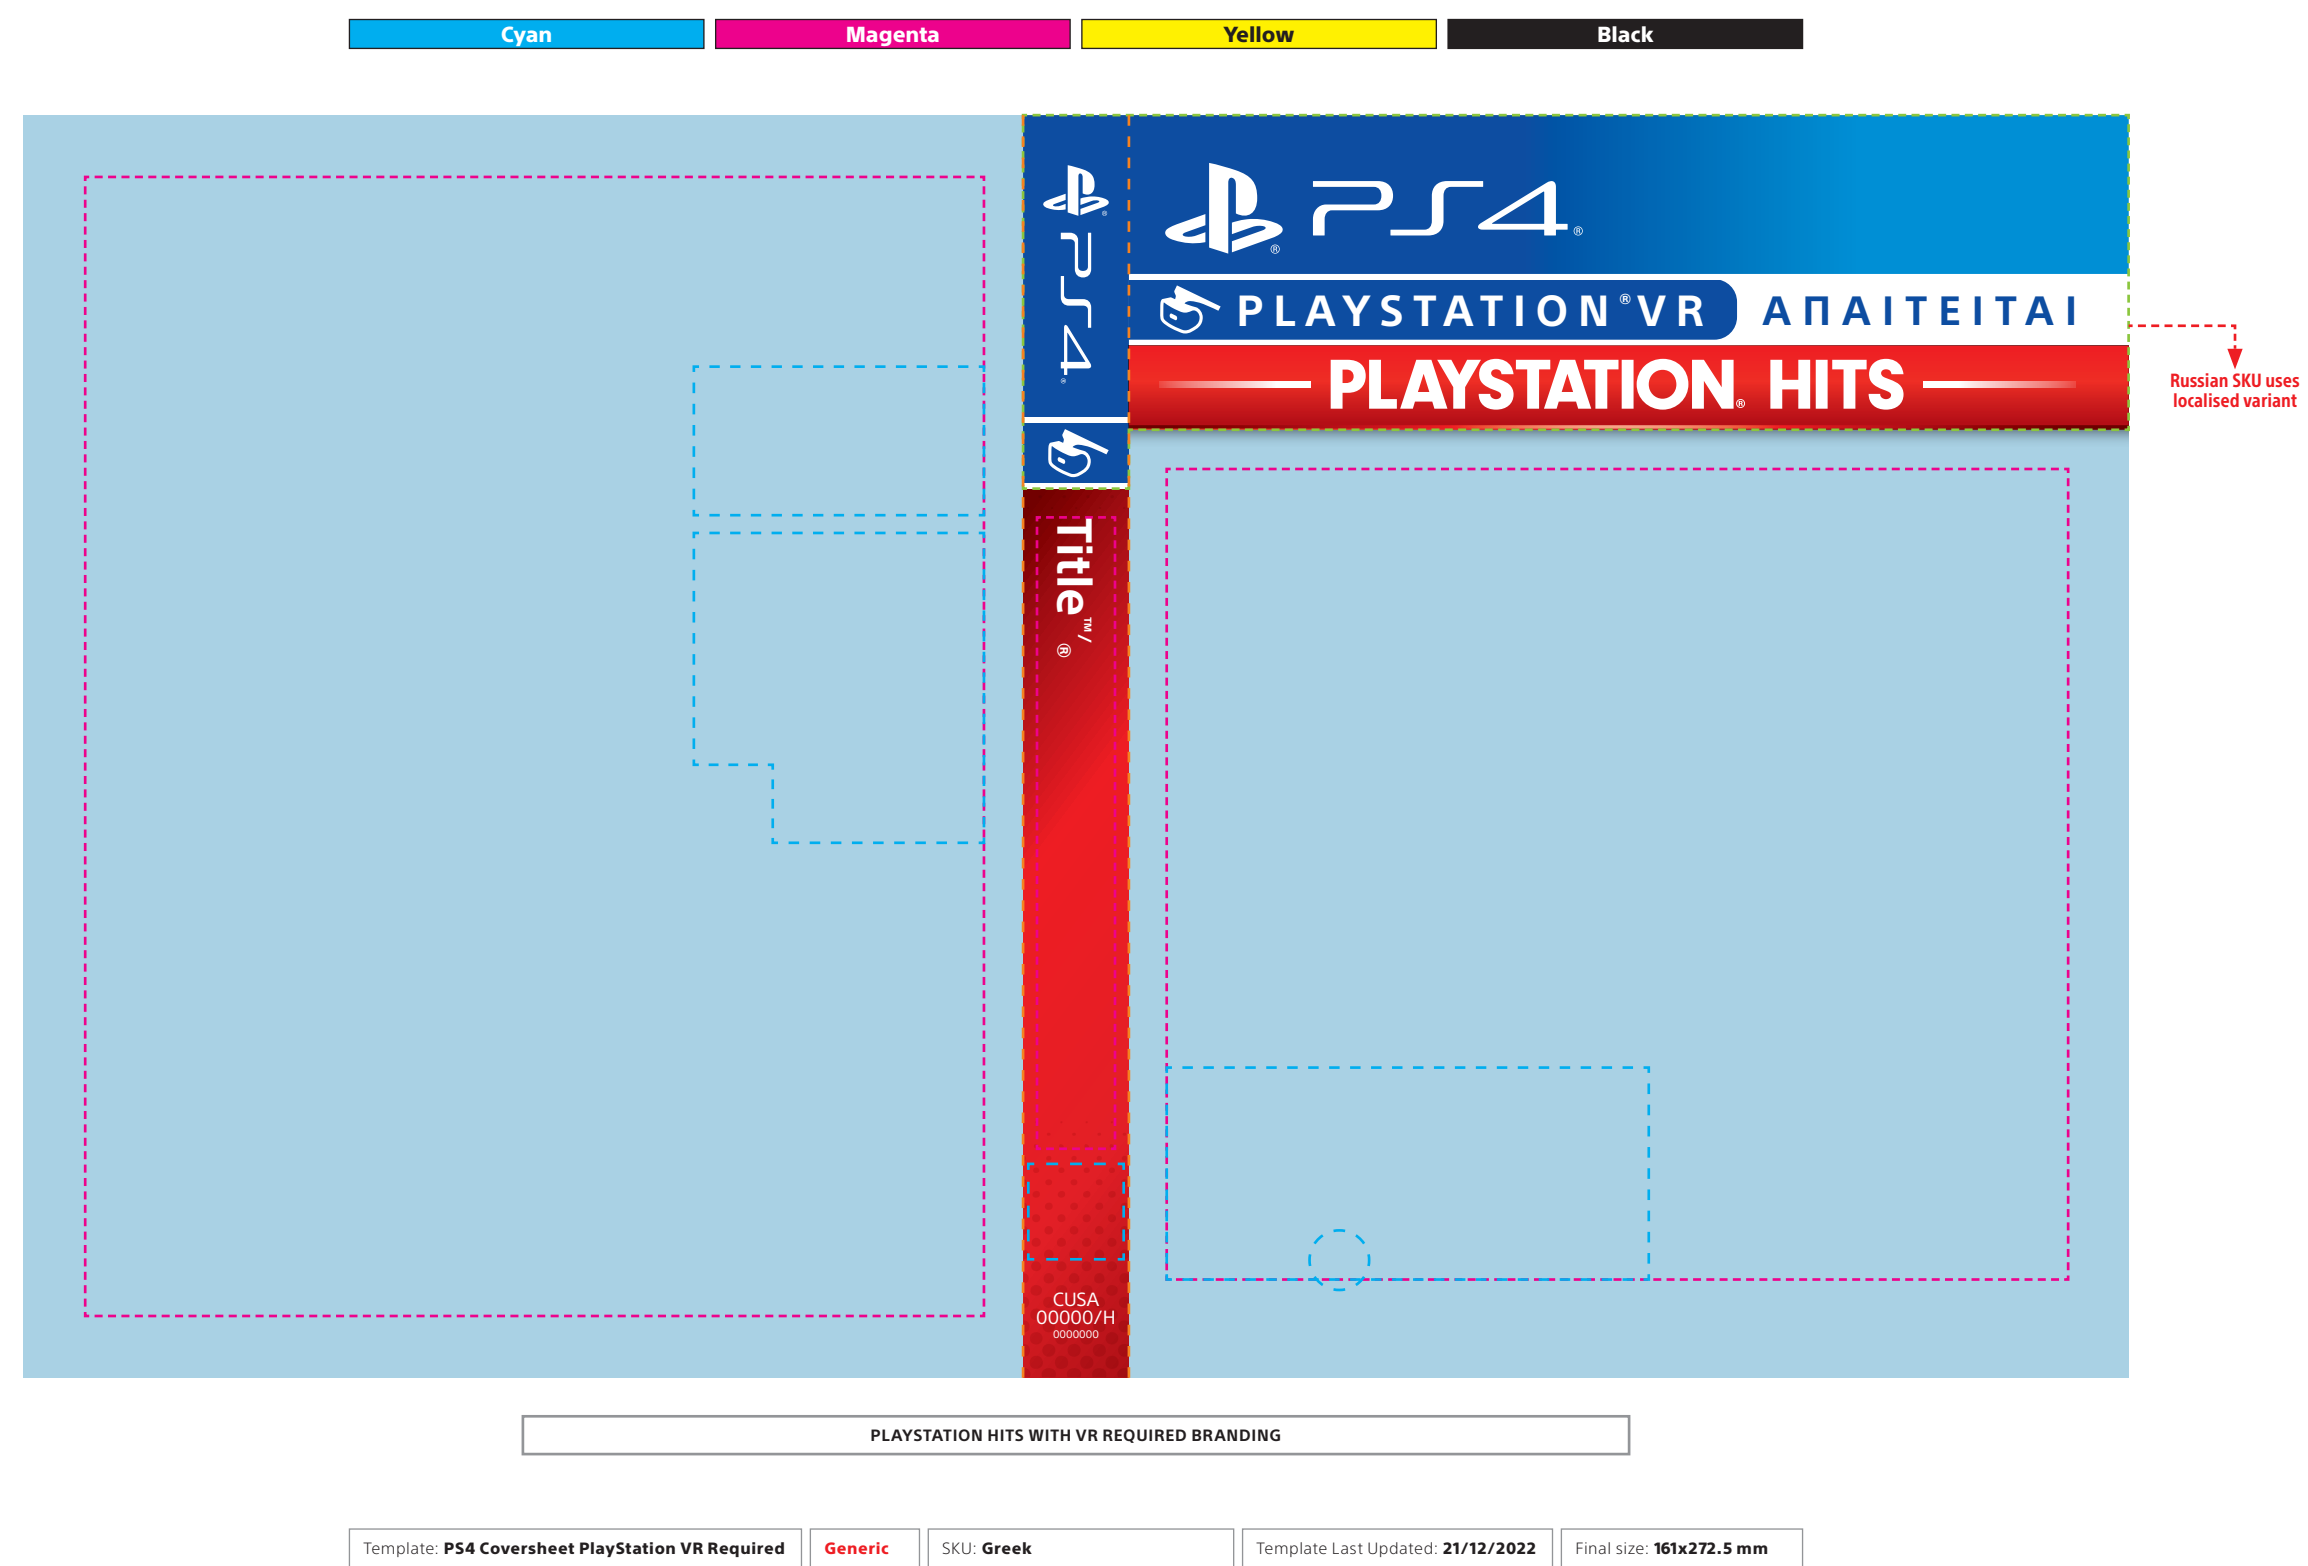 Cyan
Magenta
Yellow
Black
PS4®
PS4®
PLAYSTATION®VR ΑΠΑΙΤΕΙΤΑΙ
PLAYSTATION® HITS
Russian SKU uses
localised variant
Title™/®
CUSA
00000/H
0000000
PLAYSTATION HITS WITH VR REQUIRED BRANDING
Template: PS4 Coversheet PlayStation VR Required
Generic
SKU: Greek
Template Last Updated: 21/12/2022
Final size: 161x272.5 mm